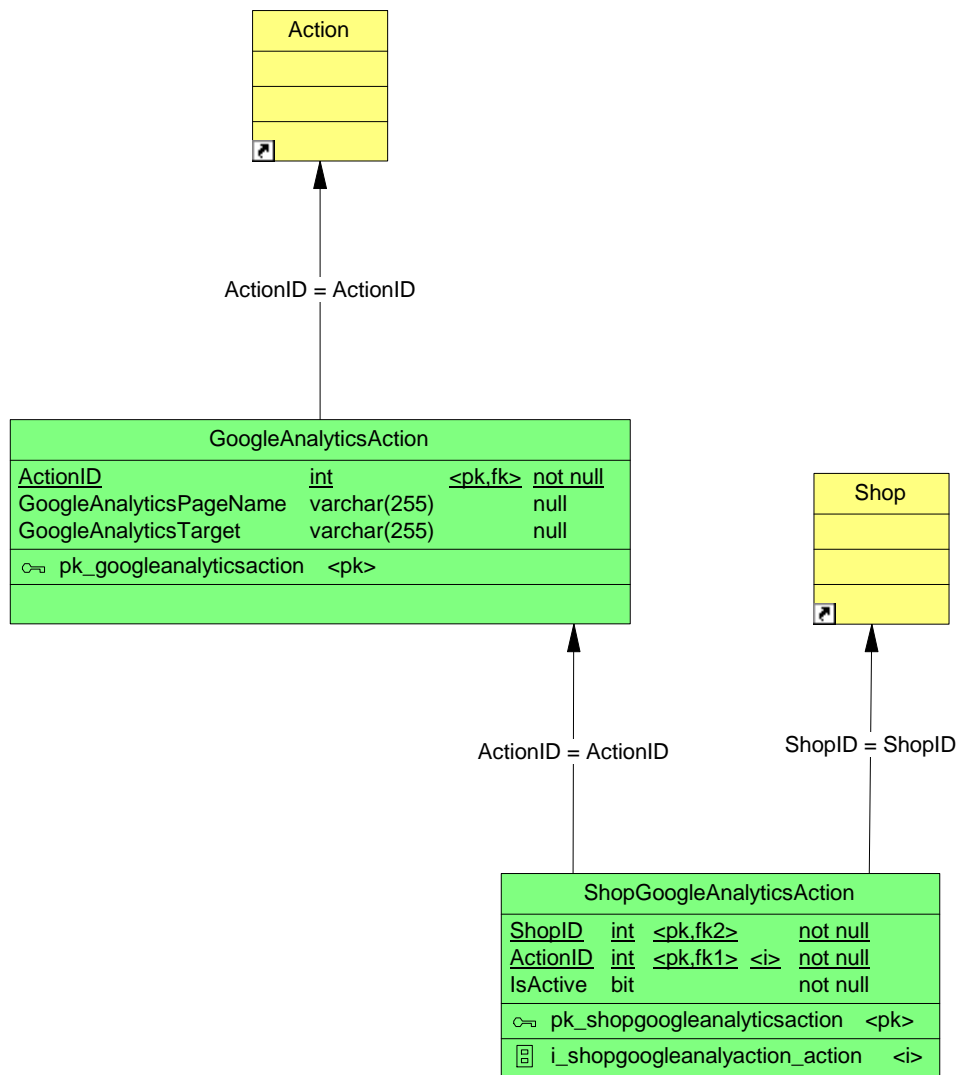 Action
ActionID = ActionID
GoogleAnalyticsAction
ActionID int <pk,fk> not null
GoogleAnalyticsPageName varchar(255) null
GoogleAnalyticsTarget varchar(255) null
pk_googleanalyticsaction <pk>
Shop
ActionID = ActionID
ShopID = ShopID
ShopGoogleAnalyticsAction
ShopID int <pk,fk2> not null
ActionID int <pk,fk1> <i> not null
IsActive bit not null
pk_shopgoogleanalyticsaction <pk>
i_shopgoogleanalyaction_action <i>